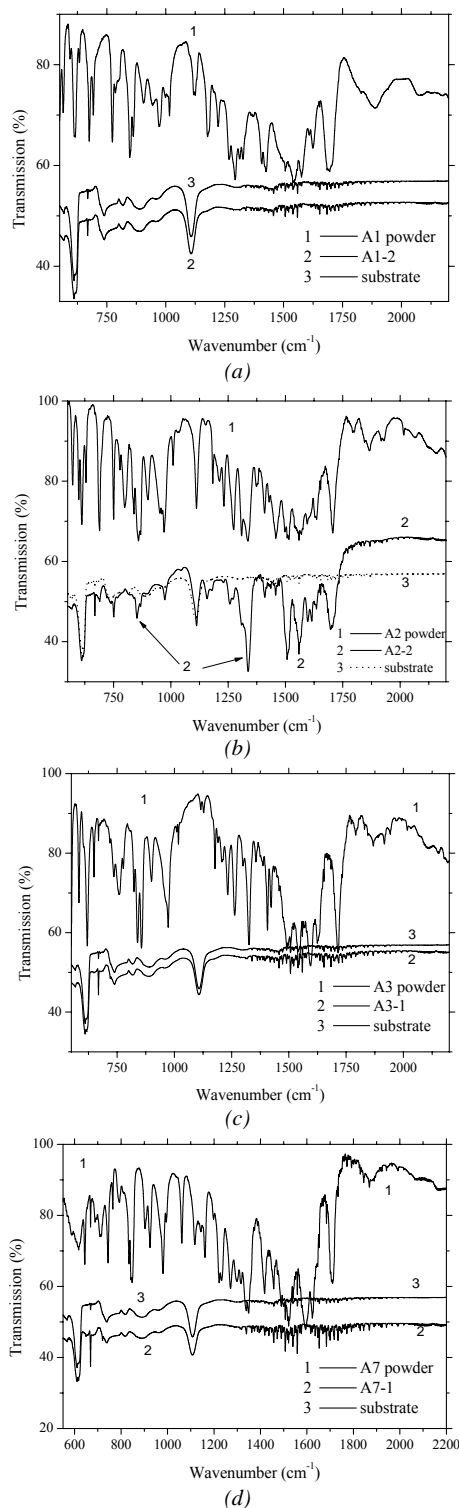 80
60
40
Transmission (%)
1
3
2
1 A1 powder
2 A1-2
3 substrate
750 1000 1250 1500 1750 2000
Wavenumber (cm-1)
(a)
100
80
60
40
Transmission (%)
1
2
3
2
2
1 A2 powder
2 A2-2
3 substrate
750 1000 1250 1500 1750 2000
Wavenumber (cm-1)
(b)
100
80
60
40
Transmission (%)
1
1
3
2
1 A3 powder
2 A3-1
3 substrate
750 1000 1250 1500 1750 2000
Wavenumber (cm-1)
(c)
100
80
60
40
20
Transmission (%)
1
1
3
3
2
2
1 A7 powder
2 A7-1
3 substrate
600 800 1000 1200 1400 1600 1800 2000 2200
Wavenumber (cm-1)
(d)